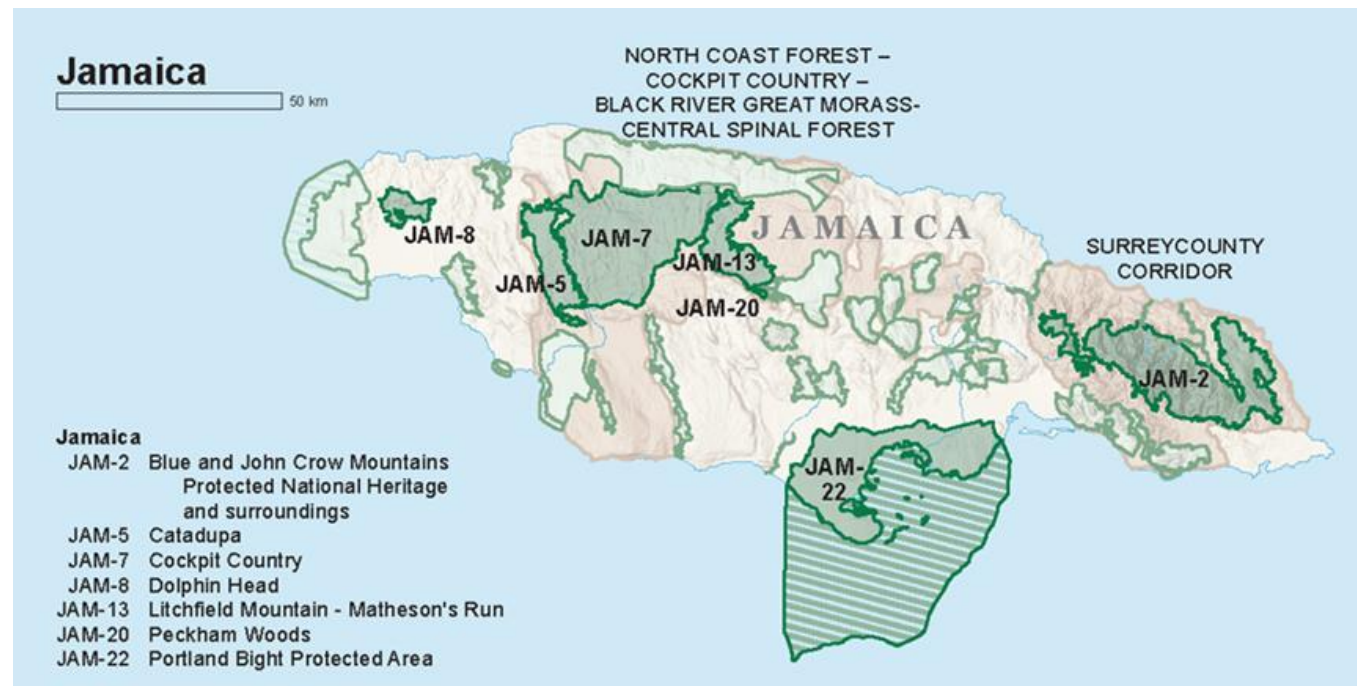 Jamaica
50 km
NORTH COAST FOREST –
COCKPIT COUNTRY –
BLACK RIVER GREAT MORASS-
CENTRAL SPINAL FOREST
JAMAICA
SURREYCOUNTY
CORRIDOR
JAM-8
JAM-7
JAM-13
JAM-5
JAM-20
JAM-2
JAM-
22
Jamaica
JAM-2 Blue and John Crow Mountains
Protected National Heritage
and surroundings
JAM-5 Catadupa
JAM-7 Cockpit Country
JAM-8 Dolphin Head
JAM-13 Litchfield Mountain - Matheson's Run
JAM-20 Peckham Woods
JAM-22 Portland Bight Protected Area